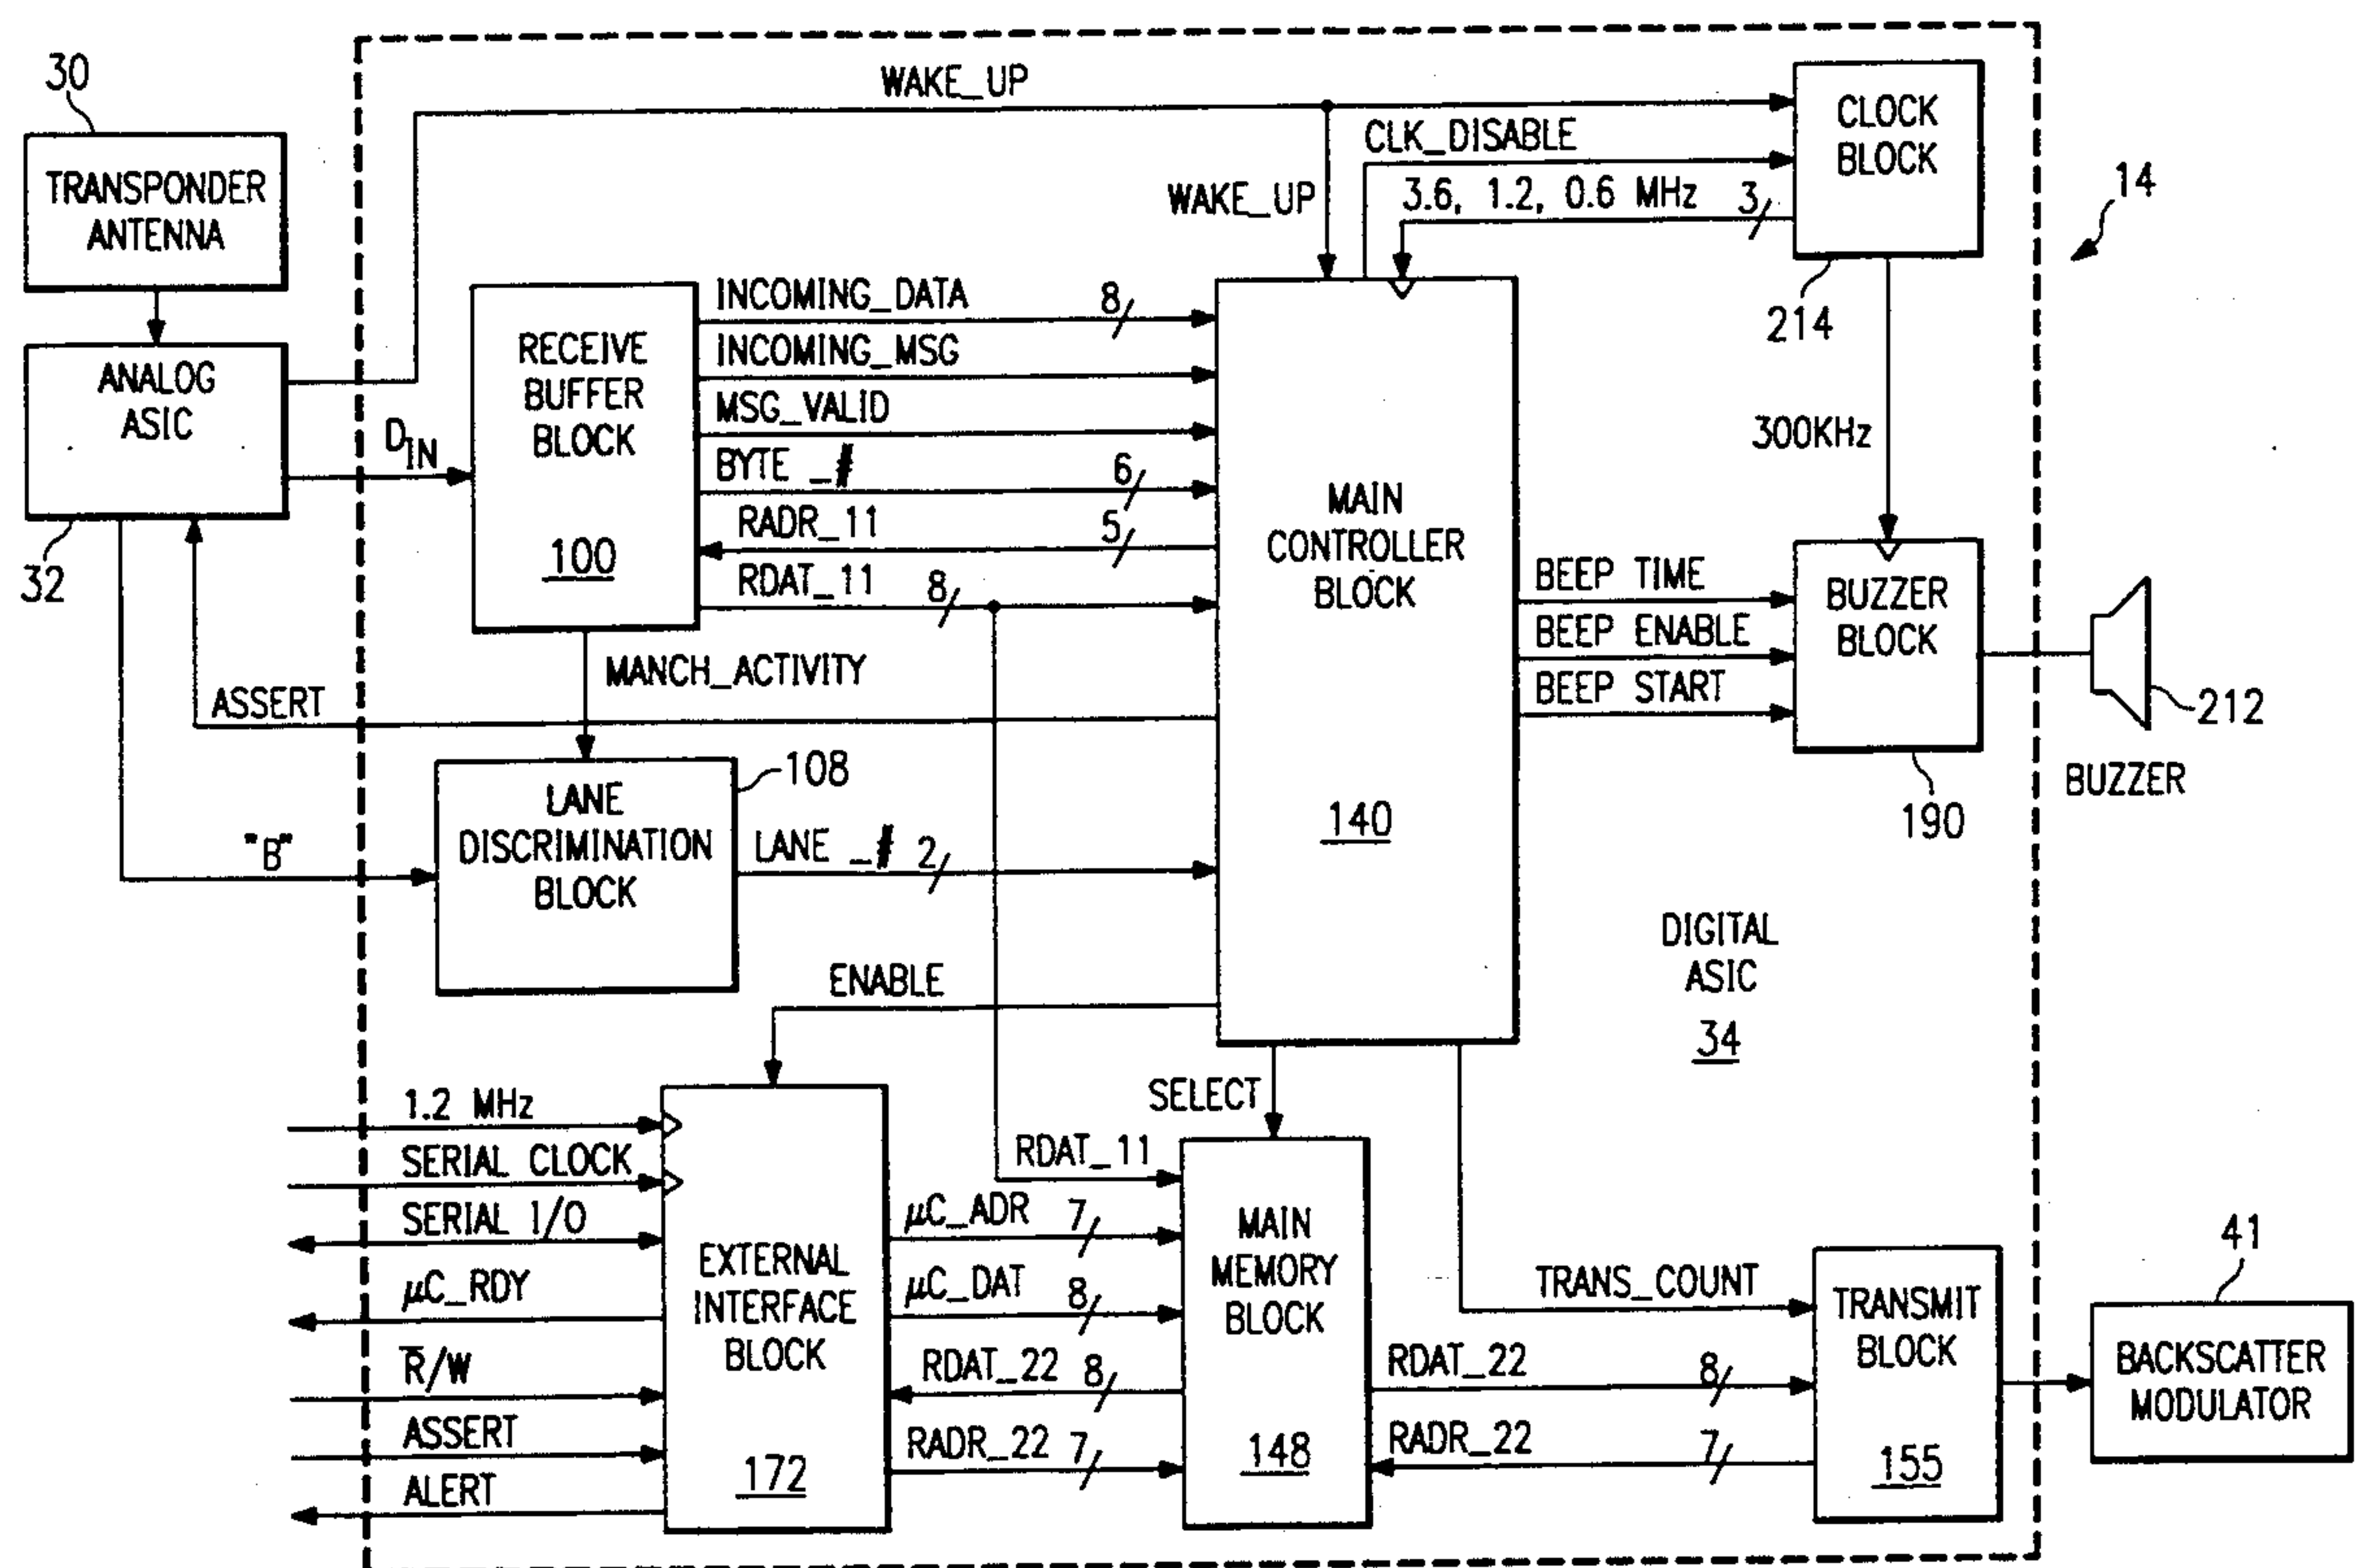 30
TRANSPONDER
ANTENNA
ANALOG
ASIC
32
WAKE_UP
WAKE_UP
CLK_DISABLE
3.6, 1.2, 0.6 MHz 3
CLOCK
BLOCK
214
14
D_IN
RECEIVE
BUFFER
BLOCK
100
INCOMING_DATA 8
INCOMING_MSG
MSG_VALID
BYTE _# 6
RADR_11 5
RDAT_11 8
MANCH_ACTIVITY
ASSERT
"B"
LANE
DISCRIMINATION
BLOCK
108
LANE _# 2
MAIN
CONTROLLER
BLOCK
140
300KHz
BEEP TIME
BEEP ENABLE
BEEP START
BUZZER
BLOCK
190
212
BUZZER
DIGITAL
ASIC
34
ENABLE
SELECT
1.2 MHz
SERIAL CLOCK
SERIAL I/O
μC_RDY
R̅/W
ASSERT
ALERT
EXTERNAL
INTERFACE
BLOCK
172
RDAT_11
μC_ADR 7
μC_DAT 8
RDAT_22 8
RADR_22 7
MAIN
MEMORY
BLOCK
148
TRANS_COUNT
RDAT_22 8
RADR_22 7
TRANSMIT
BLOCK
155
41
BACKSCATTER
MODULATOR